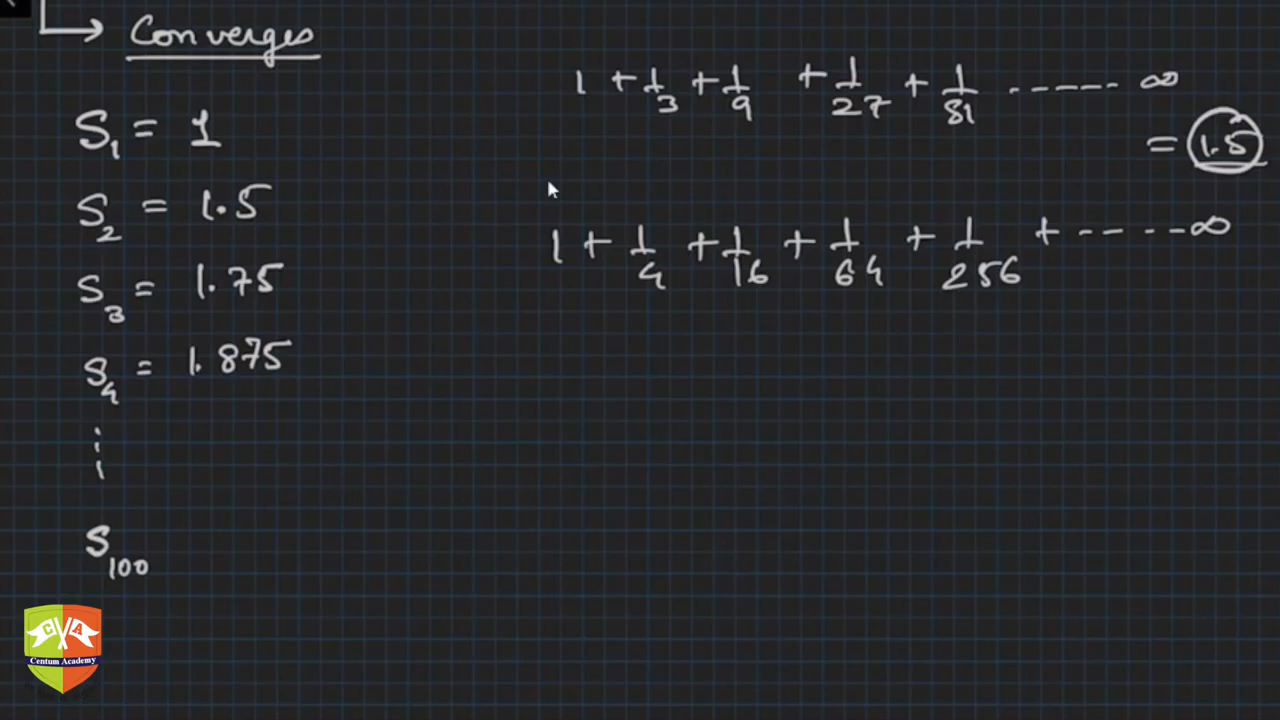 Converges
S₁ = 1
S₂ = 1.5
S₃ = 1.75
S₄ = 1.875
⋮
S₁₀₀
1 + 1/3 + 1/9 + 1/27 + 1/81 ------- ∞
= 1.5
1 + 1/4 + 1/16 + 1/64 + 1/256 + ------ ∞
CA
Centum Academy